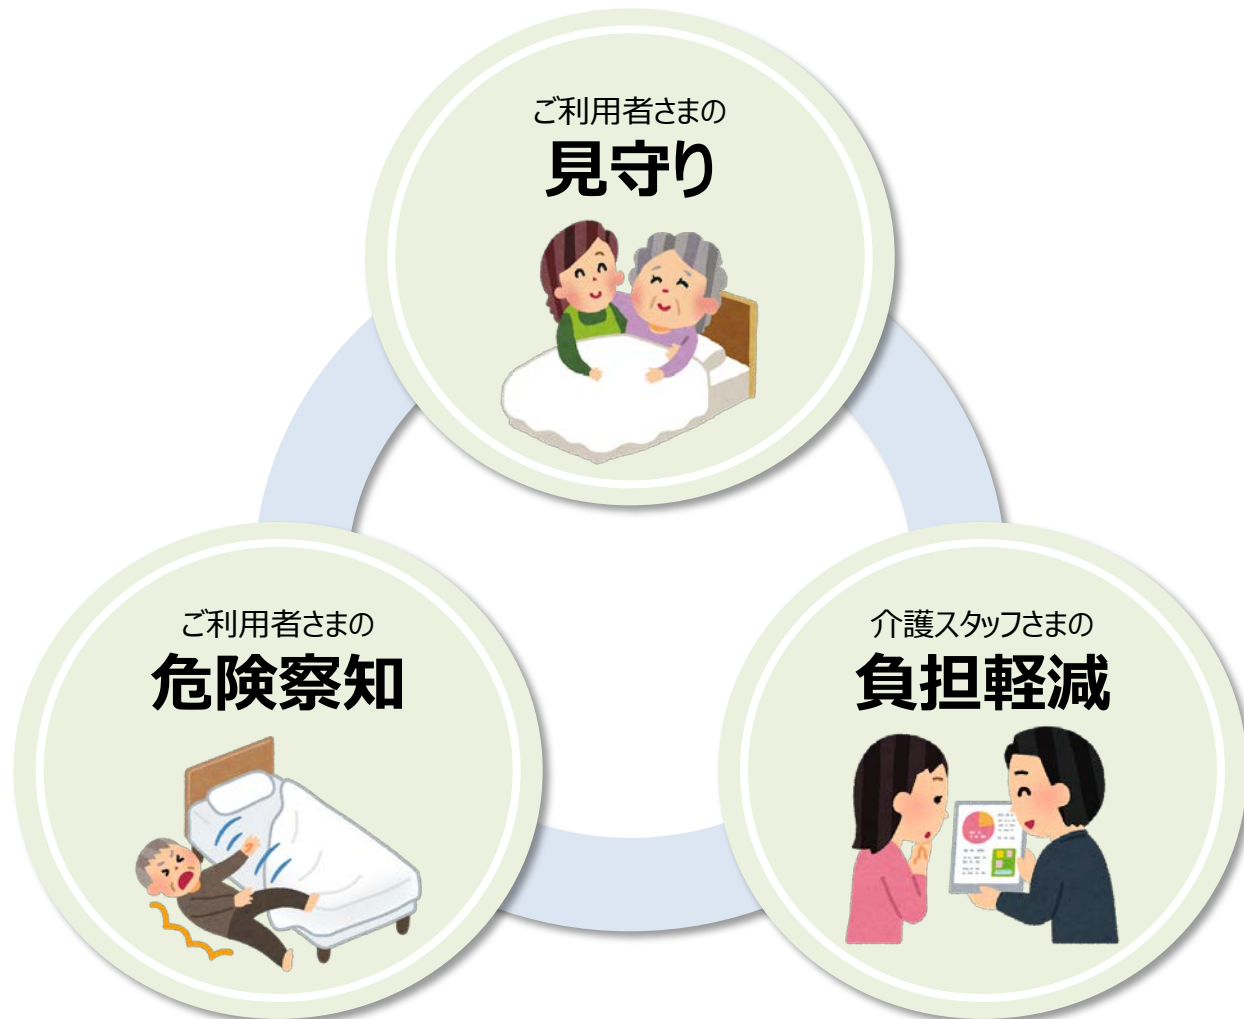 ご利用者さまの
見守り
ご利用者さまの
危険察知
介護スタッフさまの
負担軽減